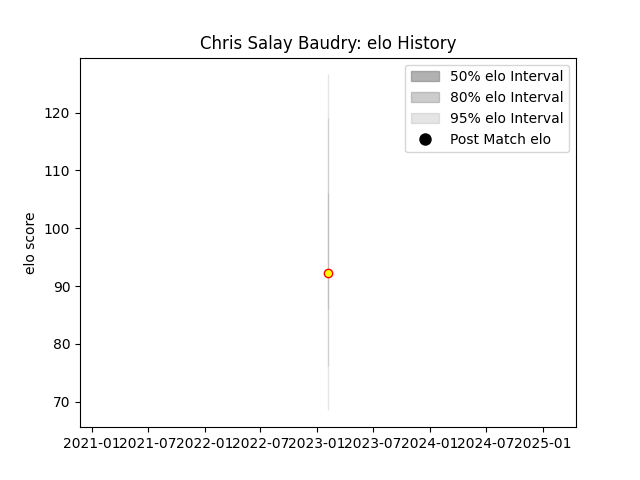 Chris Salay Baudry: elo History
50% elo Interval
80% elo Interval
95% elo Interval
Post Match elo
elo score
120
110
100
90
80
70
2021-01 2021-07 2022-01 2022-07 2023-01 2023-07 2024-01 2024-07 2025-01